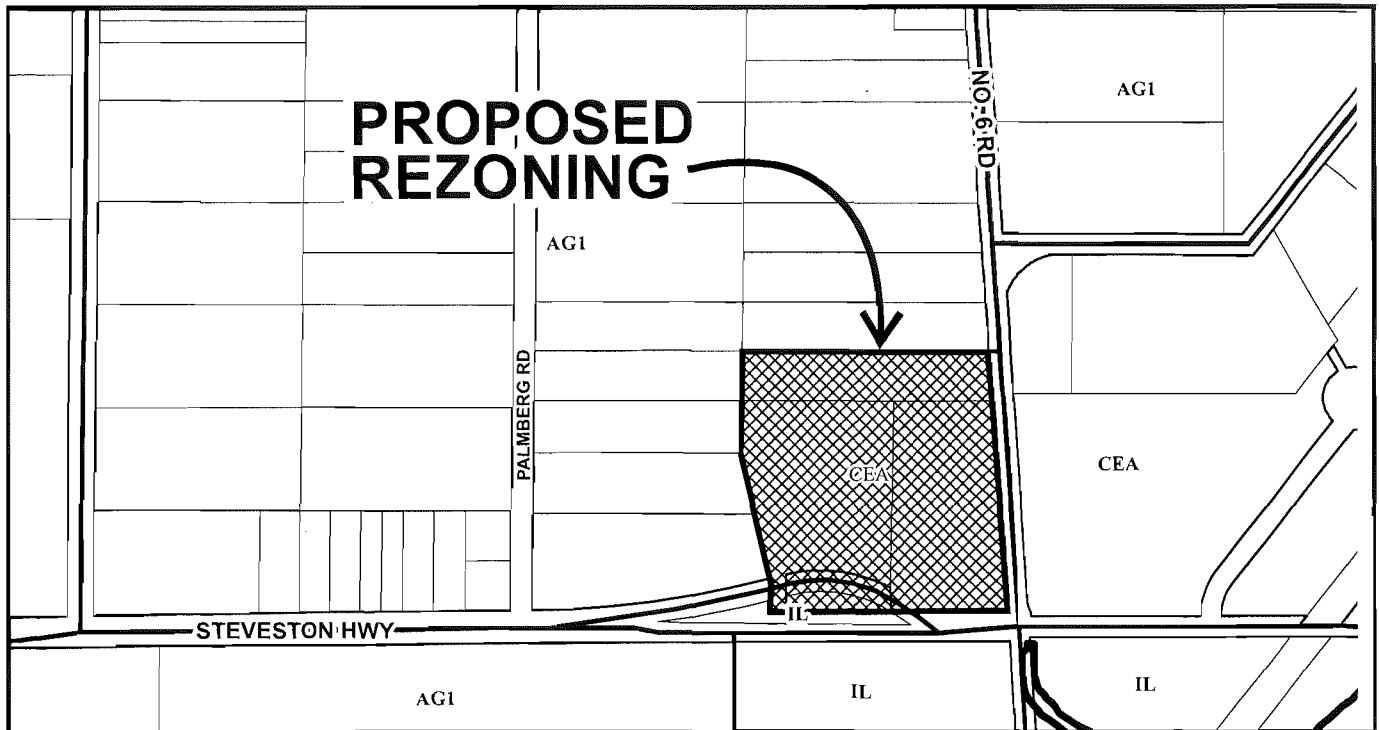 AG1
NO 6 RD
PROPOSED
REZONING
AG1
PALMBERG RD
CEA
CEA
IL
STEVESTON HWY
AG1
IL
IL